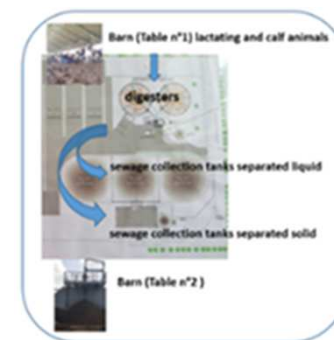 Barn (Table n°1) lactating and calf animals
digesters
sewage collection tanks separated liquid
sewage collection tanks separated solid
Barn (Table n°2 )